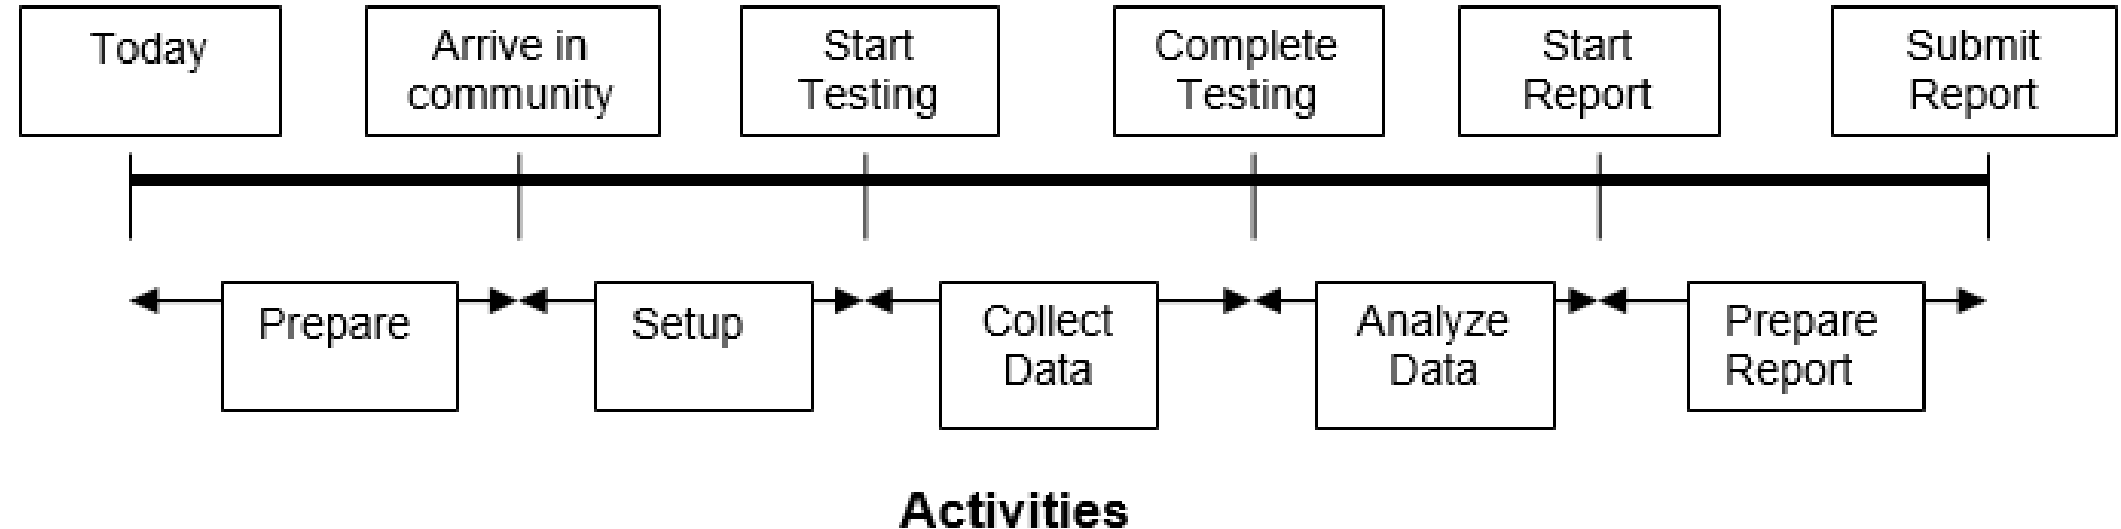 Today
Arrive in
community
Start
Testing
Complete
Testing
Start
Report
Submit
Report
Prepare
Setup
Collect
Data
Analyze
Data
Prepare
Report
Activities